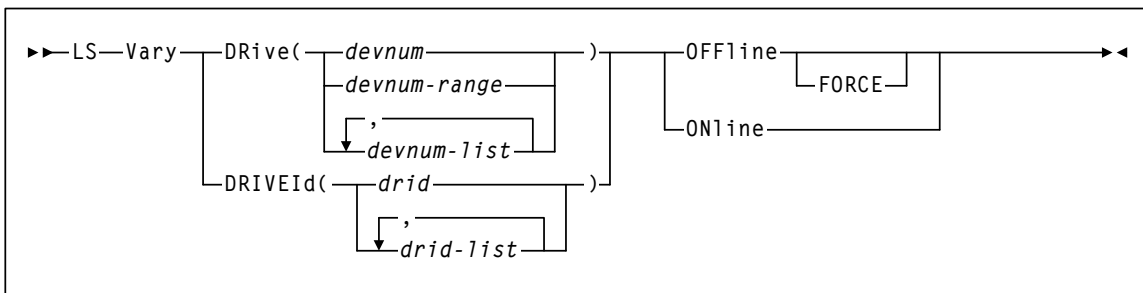 LS Vary DRive( devnum ) OFFline
devnum-range FORCE
, ONline
devnum-list
DRIVEId( drid )
,
drid-list